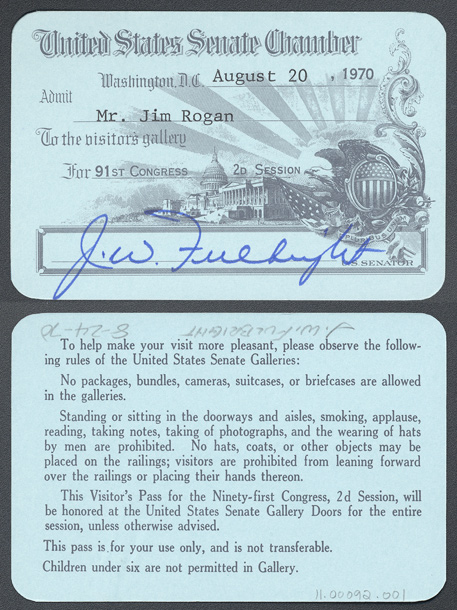 United States Senate Chamber
Washington, D.C. August 20, 1970
Admit
Mr. Jim Rogan
To the visitor's gallery
For 91ST CONGRESS 2D SESSION
J.W. Fulbright
U.S. SENATOR
J.W. FULBRIGHT 8-24-70
To help make your visit more pleasant, please observe the follow-
ing rules of the United States Senate Galleries:
No packages, bundles, cameras, suitcases, or briefcases are allowed
in the galleries.
Standing or sitting in the doorways and aisles, smoking, applause,
reading, taking notes, taking of photographs, and the wearing of hats
by men are prohibited. No hats, coats, or other objects may be
placed on the railings; visitors are prohibited from leaning forward
over the railings or placing their hands thereon.
This Visitor's Pass for the Ninety-first Congress, 2d Session, will
be honored at the United States Senate Gallery Doors for the entire
session, unless otherwise advised.
This pass is for your use only, and is not transferable.
Children under six are not permitted in Gallery.
11.00092.001